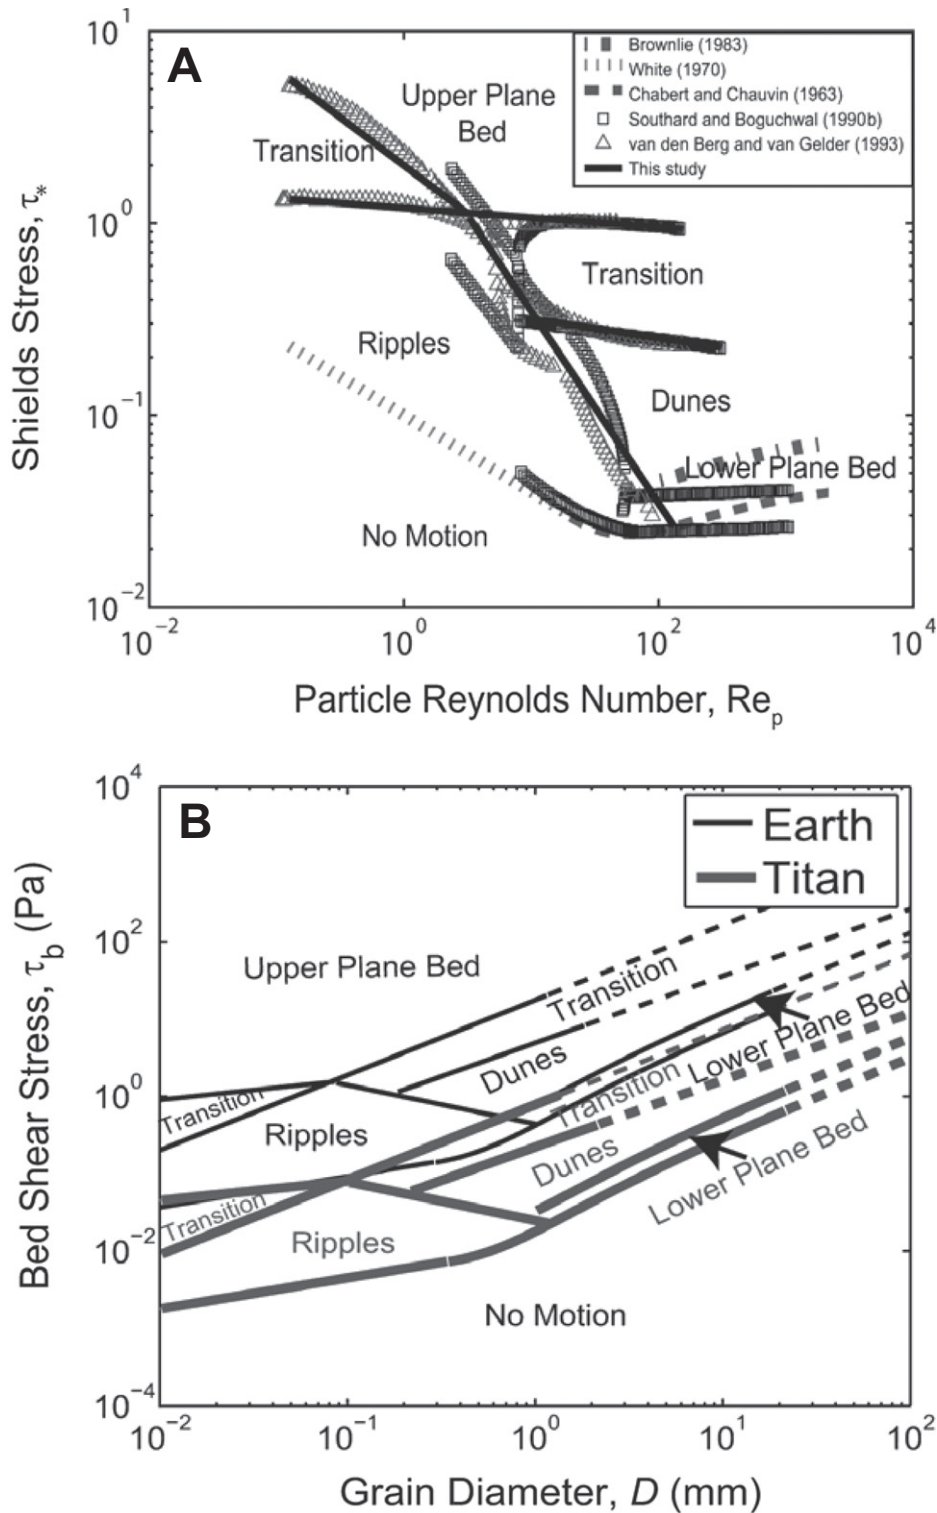 A
10^1
10^0
10^-1
10^-2
Shields Stress, τ*
Brownlie (1983)
White (1970)
Chabert and Chauvin (1963)
Southard and Boguchwal (1990b)
van den Berg and van Gelder (1993)
This study
Upper Plane
Bed
Transition
Transition
Ripples
Dunes
Lower Plane Bed
No Motion
10^-2
10^0
10^2
10^4
Particle Reynolds Number, Re_p
B
10^4
10^2
10^0
10^-2
10^-4
Bed Shear Stress, τ_b (Pa)
Earth
Titan
Upper Plane Bed
Transition
Dunes
Lower Plane Bed
Transition
Transition
Ripples
Dunes
Lower Plane Bed
Transition
Ripples
No Motion
10^-2
10^-1
10^0
10^1
10^2
Grain Diameter, D (mm)